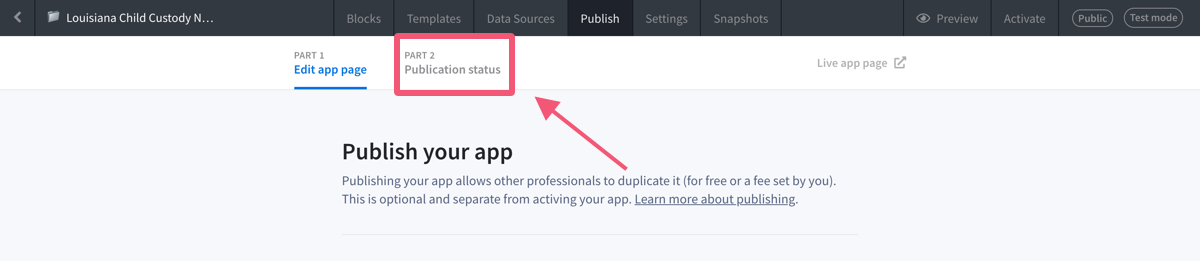 Louisiana Child Custody N...
Blocks
Templates
Data Sources
Publish
Settings
Snapshots
Preview
Activate
Public
Test mode
PART 1
Edit app page
PART 2
Publication status
Live app page
Publish your app
Publishing your app allows other professionals to duplicate it (for free or a fee set by you).
This is optional and separate from activing your app. Learn more about publishing.